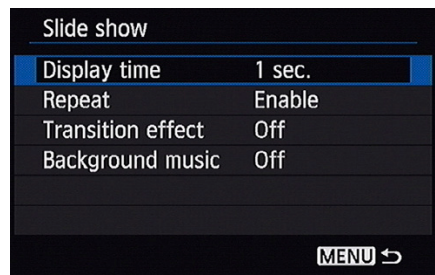 Slide show
Display time 1 sec.
Repeat Enable
Transition effect Off
Background music Off
MENU